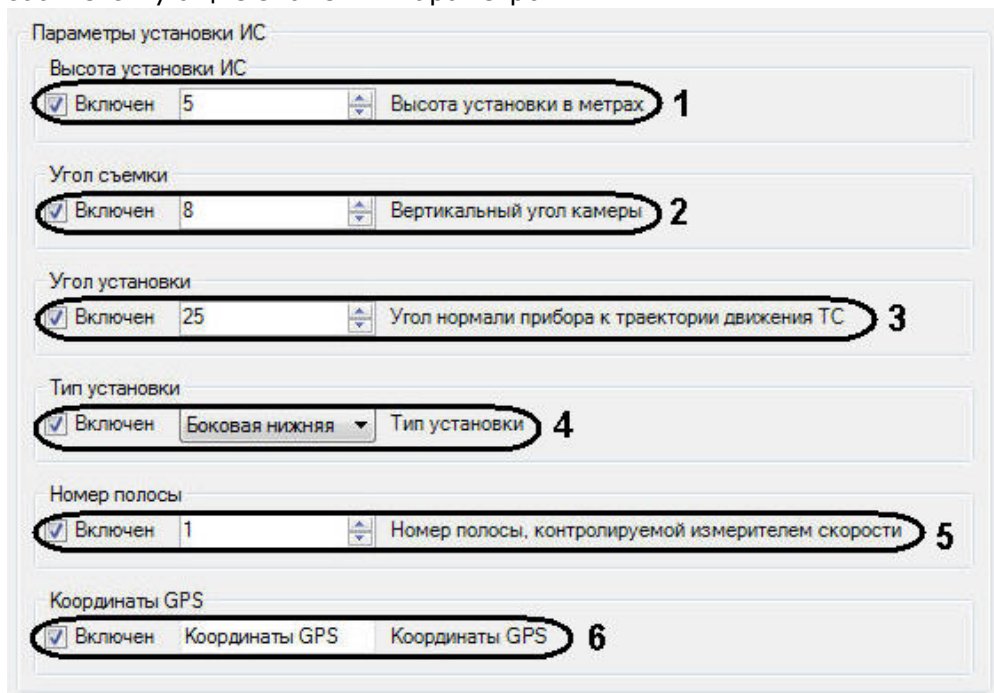 Параметры установки ИС
Высота установки ИС
Включен 5 Высота установки в метрах 1
Угол съемки
Включен 8 Вертикальный угол камеры 2
Угол установки
Включен 25 Угол нормали прибора к траектории движения ТС 3
Тип установки
Включен Боковая нижняя Тип установки 4
Номер полосы
Включен 1 Номер полосы, контролируемой измерителем скорости 5
Координаты GPS
Включен Координаты GPS Координаты GPS 6